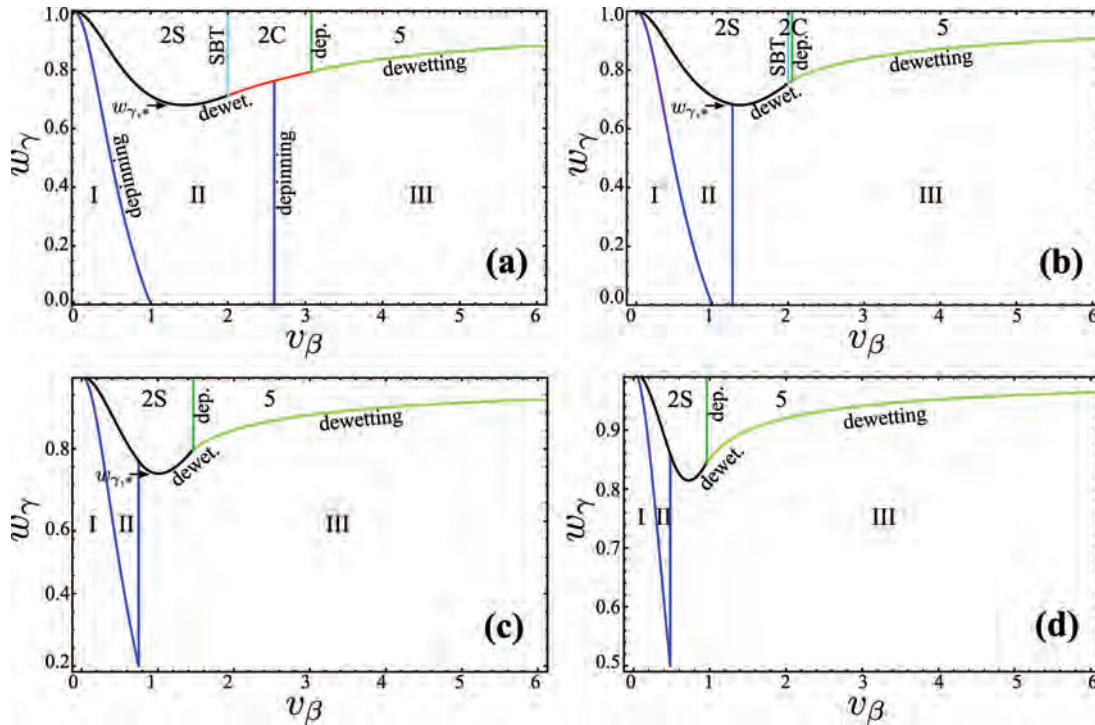 2S SBT 2C dep. 5
1.0
0.8
0.6
0.4
0.2
0.0
w_γ
w_γ,*
dewet.
dewetting
depinning
depinning
I II III
(a)
0 1 2 3 4 5 6
v_β
2S SBT 2C dep. 5
1.0
0.8
0.6
0.4
0.2
0.0
w_γ
w_γ,*
dewet.
dewetting
I II III
(b)
0 1 2 3 4 5 6
v_β
2S dep. 5
0.8
0.6
0.4
0.2
w_γ
w_γ,*
dewet.
dewetting
I II III
(c)
0 1 2 3 4 5 6
v_β
2S dep. 5
0.9
0.8
0.9
0.7
0.6
0.5
w_γ
dewet.
dewetting
I II III
(d)
0 1 2 3 4 5 6
v_β